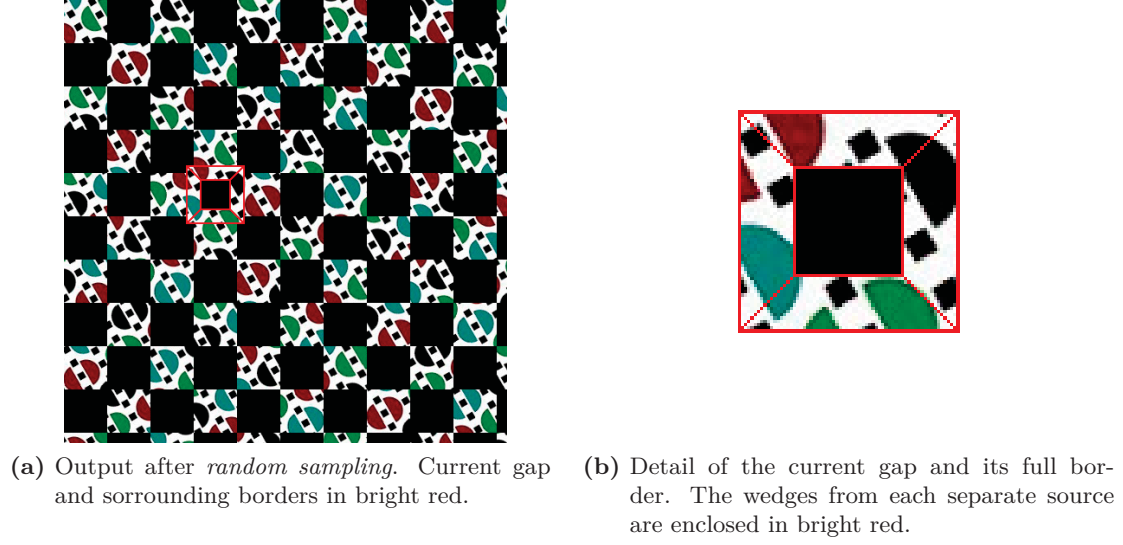 (a) Output after random sampling. Current gap
and sorrounding borders in bright red.
(b) Detail of the current gap and its full bor-
der. The wedges from each separate source
are enclosed in bright red.